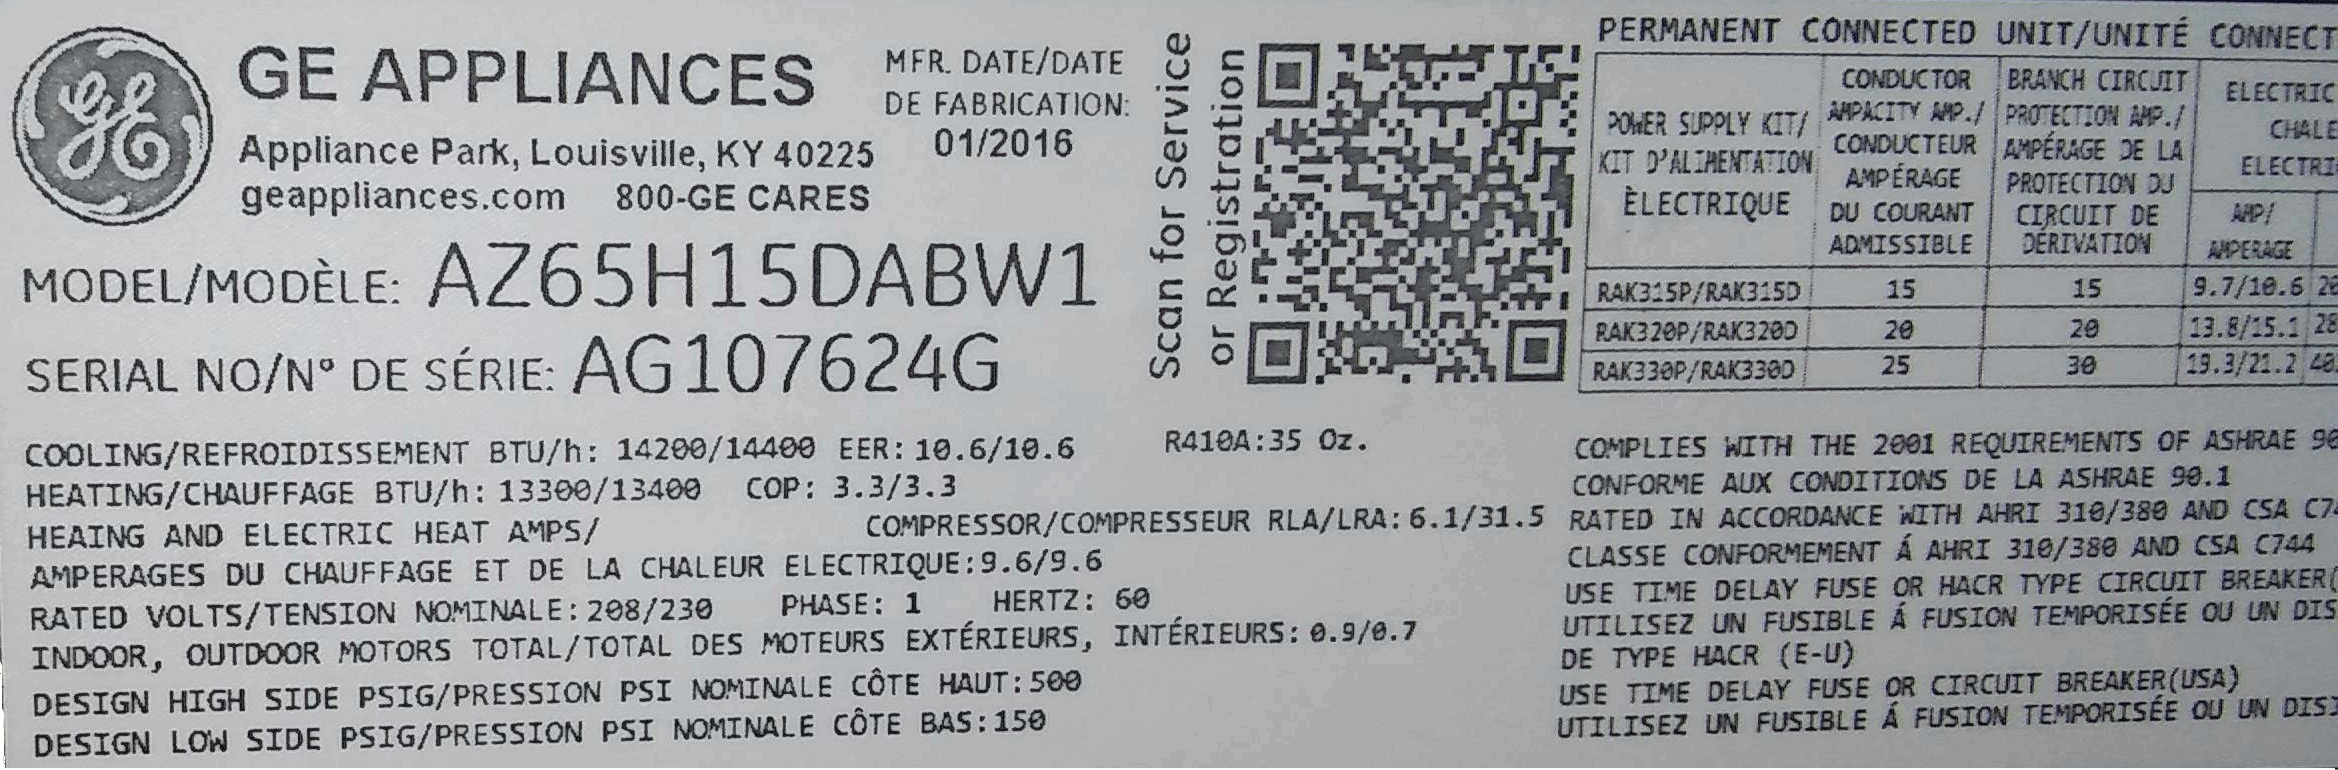 GE APPLIANCES
Appliance Park, Louisville, KY 40225
geappliances.com 800-GE CARES
MFR. DATE/DATE
DE FABRICATION:
01/2016
MODEL/MODÈLE: AZ65H15DABW1
SERIAL NO/N° DE SÉRIE: AG107624G
Scan for Service
or Registration
PERMANENT CONNECTED UNIT/UNITÉ CONNECT
POWER SUPPLY KIT/
KIT D'ALIMENTATION
ÈLECTRIQUE
CONDUCTOR
AMPACITY AMP./
CONDUCTEUR
AMPÉRAGE
DU COURANT
ADMISSIBLE
BRANCH CIRCUIT
PROTECTION AMP./
AMPÉRAGE DE LA
PROTECTION DU
CIRCUIT DE
DÉRIVATION
ELECTRIC
CHALE
ELECTRI
AMP/
AMPERAGE
RAK315P/RAK315D 15 15 9.7/10.6
RAK320P/RAK320D 20 20 13.8/15.1
RAK330P/RAK330D 25 30 19.3/21.2
COOLING/REFROIDISSEMENT BTU/h: 14200/14400 EER: 10.6/10.6 R410A:35 Oz.
HEATING/CHAUFFAGE BTU/h: 13300/13400 COP: 3.3/3.3
HEAING AND ELECTRIC HEAT AMPS/ COMPRESSOR/COMPRESSEUR RLA/LRA: 6.1/31.5
AMPERAGES DU CHAUFFAGE ET DE LA CHALEUR ELECTRIQUE:9.6/9.6
RATED VOLTS/TENSION NOMINALE: 208/230 PHASE: 1 HERTZ: 60
INDOOR, OUTDOOR MOTORS TOTAL/TOTAL DES MOTEURS EXTÉRIEURS, INTÉRIEURS: 0.9/0.7
DESIGN HIGH SIDE PSIG/PRESSION PSI NOMINALE CÔTE HAUT:500
DESIGN LOW SIDE PSIG/PRESSION PSI NOMINALE CÔTE BAS:150
COMPLIES WITH THE 2001 REQUIREMENTS OF ASHRAE 90
CONFORME AUX CONDITIONS DE LA ASHRAE 90.1
RATED IN ACCORDANCE WITH AHRI 310/380 AND CSA C74
CLASSE CONFORMEMENT Á AHRI 310/380 AND CSA C744
USE TIME DELAY FUSE OR HACR TYPE CIRCUIT BREAKER(
UTILISEZ UN FUSIBLE Á FUSION TEMPORISÉE OU UN DIS
DE TYPE HACR (E-U)
USE TIME DELAY FUSE OR CIRCUIT BREAKER(USA)
UTILISEZ UN FUSIBLE Á FUSION TEMPORISÉE OU UN DIS